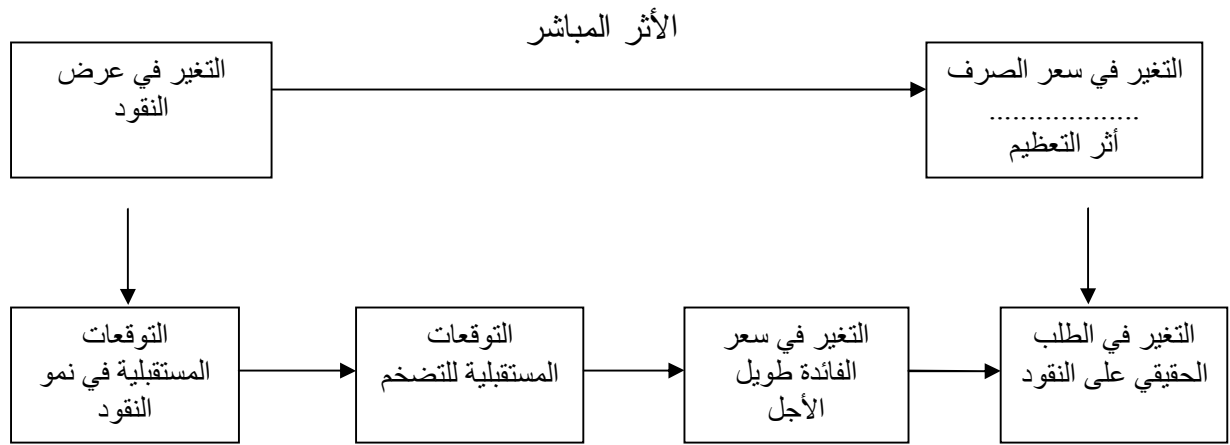 الأثر المباشر
التغير في عرض
النقود
التغير في سعر الصرف
...................
أثر التعظيم
التوقعات
المستقبلية في نمو
النقود
التوقعات
المستقبلية للتضخم
التغير في سعر
الفائدة طويل
الأجل
التغير في الطلب
الحقيقي على النقود